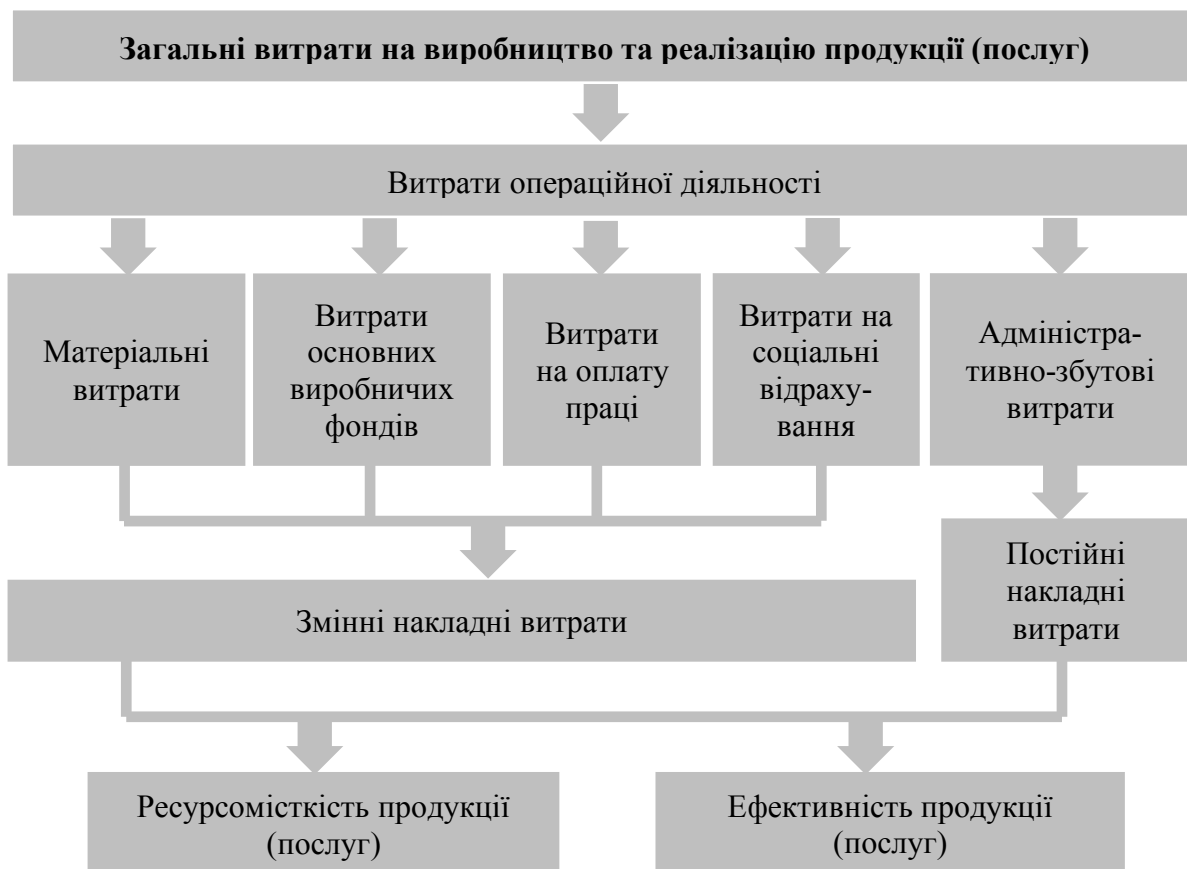 Загальні витрати на виробництво та реалізацію продукції (послуг)
Витрати операційної діяльності
Матеріальні
витрати
Витрати
основних
виробничих
фондів
Витрати
на оплату
праці
Витрати на
соціальні
відраху-
вання
Адміністра-
тивно-збутові
витрати
Змінні накладні витрати
Постійні
накладні
витрати
Ресурсомісткість продукції
(послуг)
Ефективність продукції
(послуг)